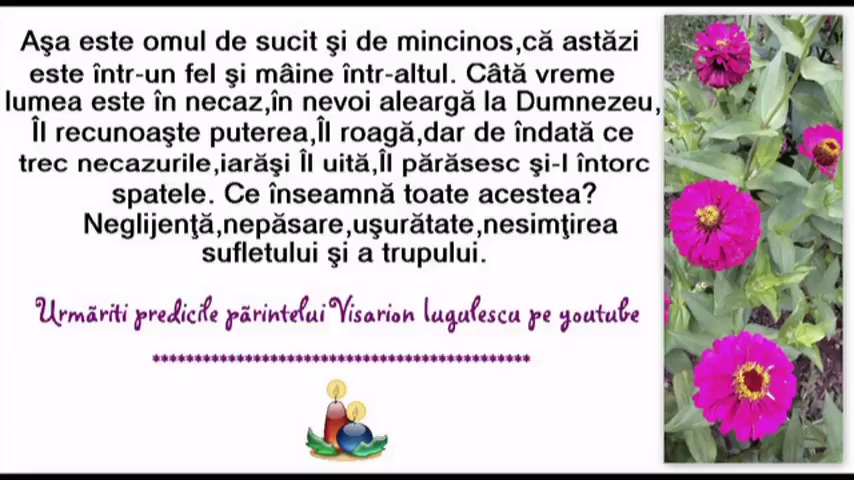 Aşa este omul de sucit şi de mincinos,că astăzi
este într-un fel şi mâine într-altul. Câtă vreme
lumea este în necaz,în nevoi aleargă la Dumnezeu,
Îl recunoaşte puterea,Îl roagă,dar de îndată ce
trec necazurile,iarăşi Îl uită,Îl părăsesc şi-I întorc
spatele. Ce înseamnă toate acestea?
Neglijenţă,nepăsare,uşurătate,nesimţirea
sufletului şi a trupului.
Urmăriti predicile părintelui Visarion Iugulescu pe youtube
*********************************************